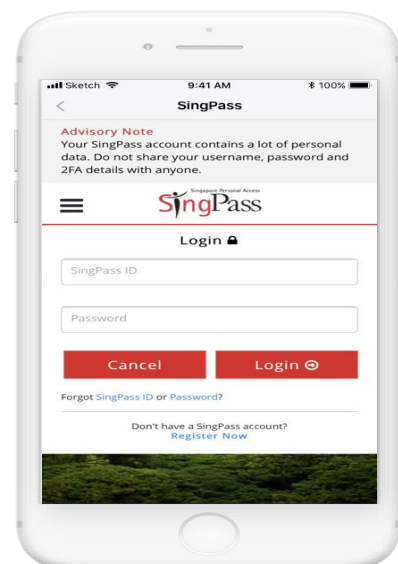 Sketch 9:41 AM 100%
SingPass
Advisory Note
Your SingPass account contains a lot of personal
data. Do not share your username, password and
2FA details with anyone.
Singapore Personal Access
SingPass
Login
SingPass ID
Password
Cancel Login
Forgot SingPass ID or Password?
Don't have a SingPass account?
Register Now